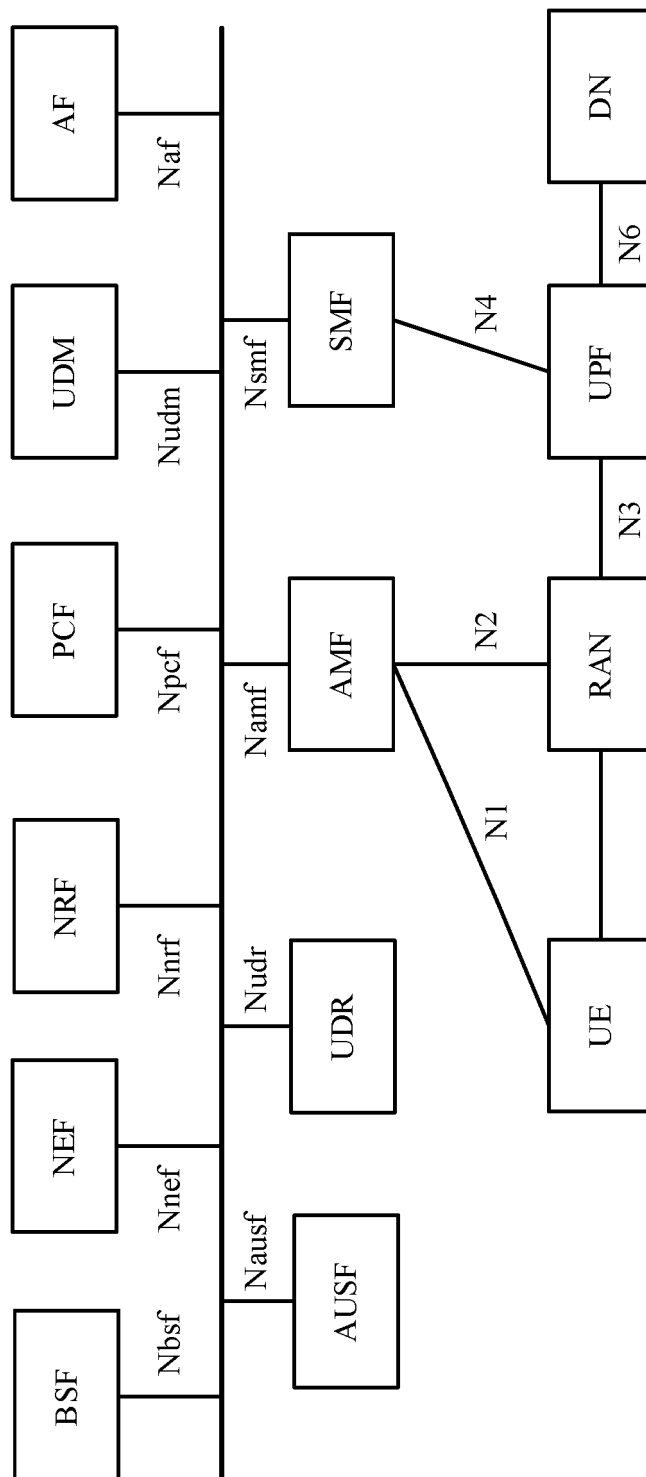 BSF
NEF
NRF
PCF
UDM
AF
Nbsf
Nnef
Nnrf
Npcf
Nudm
Naf
Nausf
Nudr
Namf
Nsmf
AUSF
UDR
AMF
SMF
N1
N2
N4
UE
RAN
UPF
DN
N3
N6